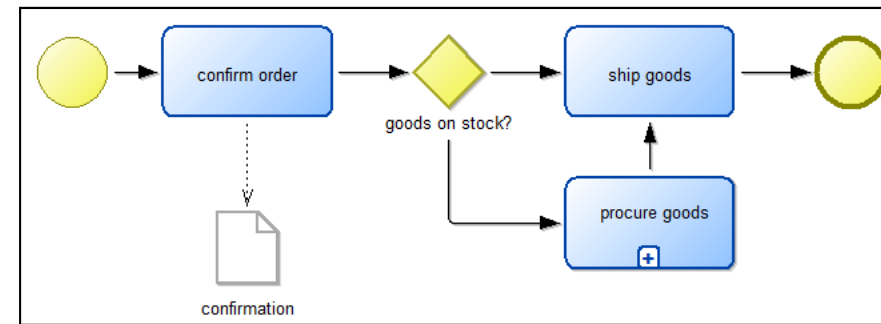 confirm order
ship goods
goods on stock?
procure goods
confirmation